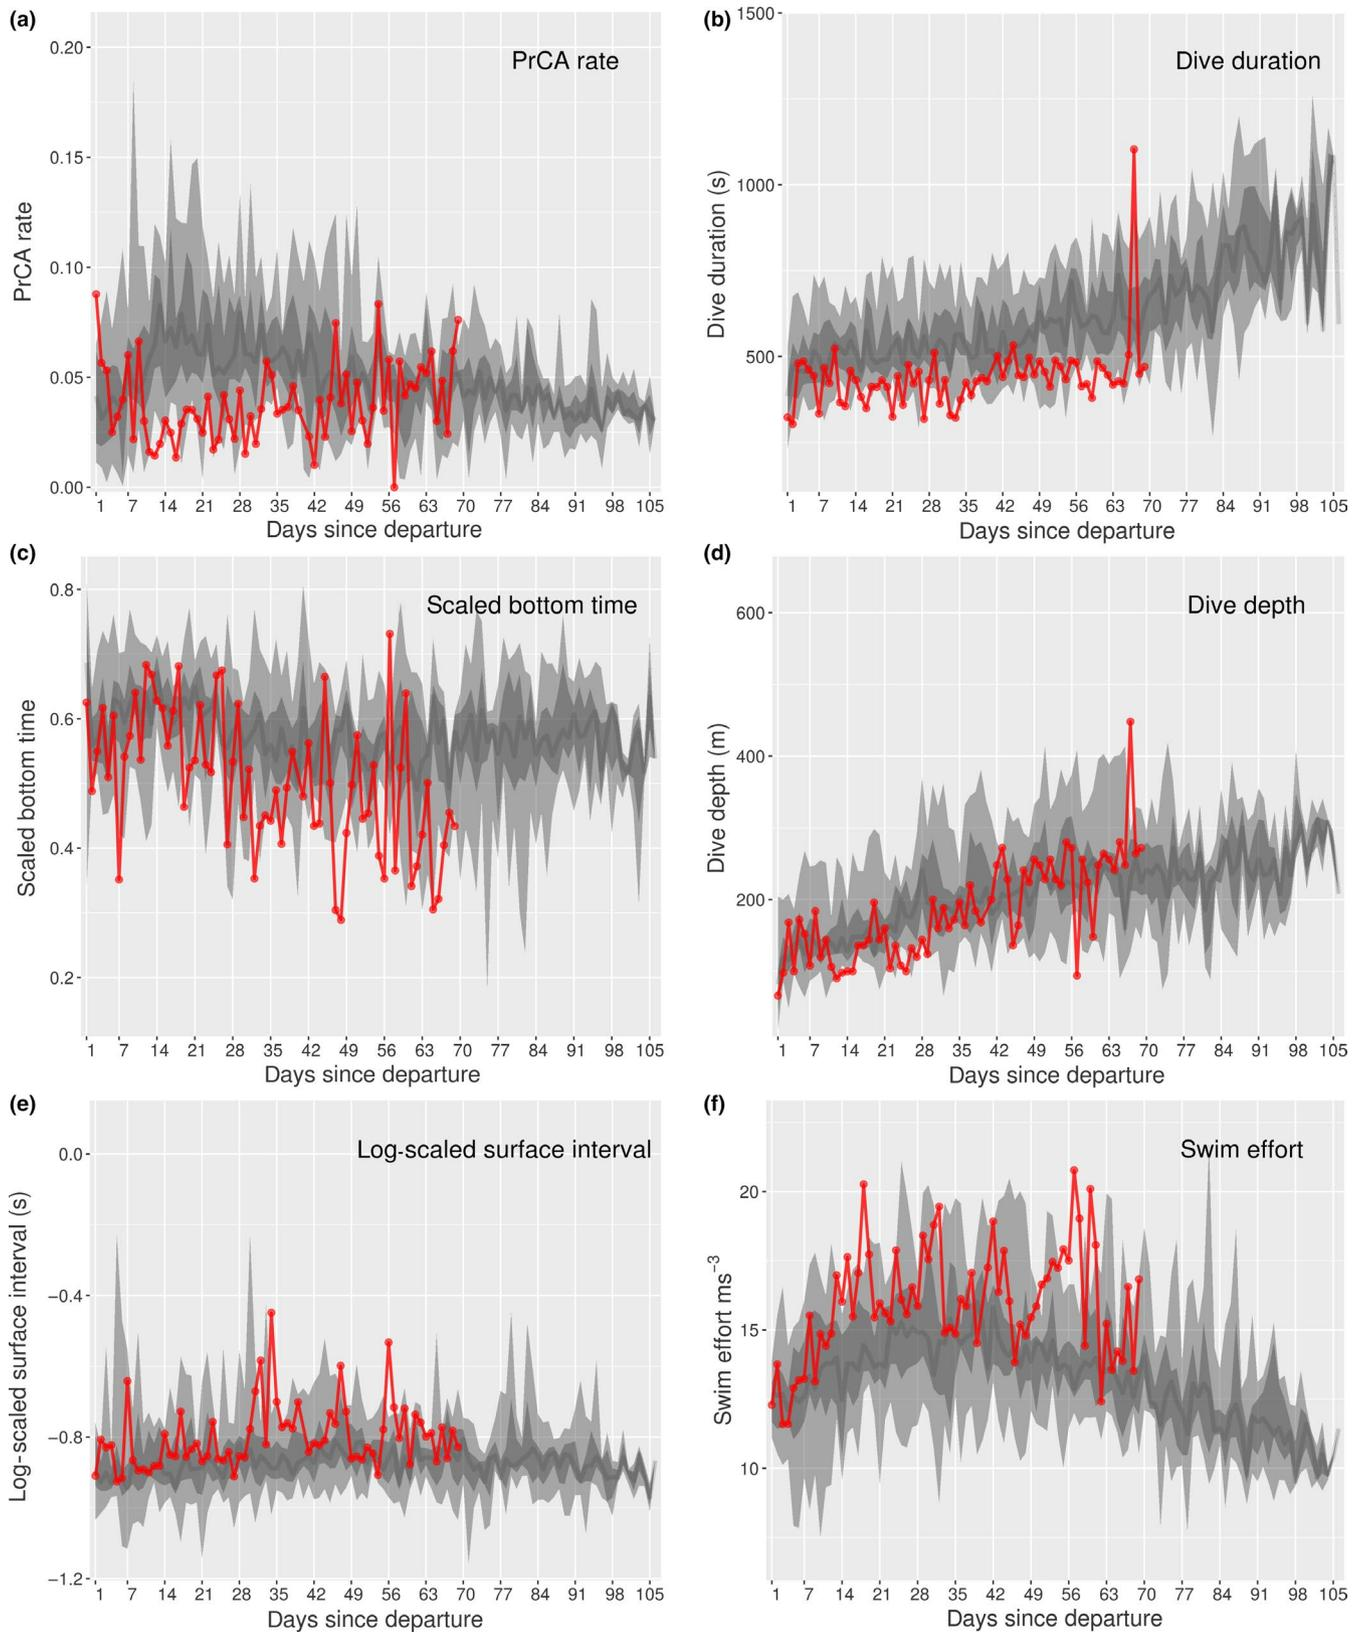 (a)
PrCA rate
PrCA rate
0.20
0.15
0.10
0.05
0.00
1 7 14 21 28 35 42 49 56 63 70 77 84 91 98 105
Days since departure
(b)
Dive duration
Dive duration (s)
1500
1000
500
1 7 14 21 28 35 42 49 56 63 70 77 84 91 98 105
Days since departure
(c)
Scaled bottom time
Scaled bottom time
0.8
0.6
0.4
0.2
1 7 14 21 28 35 42 49 56 63 70 77 84 91 98 105
Days since departure
(d)
Dive depth
Dive depth (m)
600
400
200
1 7 14 21 28 35 42 49 56 63 70 77 84 91 98 105
Days since departure
(e)
Log-scaled surface interval
Log-scaled surface interval (s)
0.0
−0.4
−0.8
−1.2
1 7 14 21 28 35 42 49 56 63 70 77 84 91 98 105
Days since departure
(f)
Swim effort
Swim effort ms⁻³
20
15
10
1 7 14 21 28 35 42 49 56 63 70 77 84 91 98 105
Days since departure